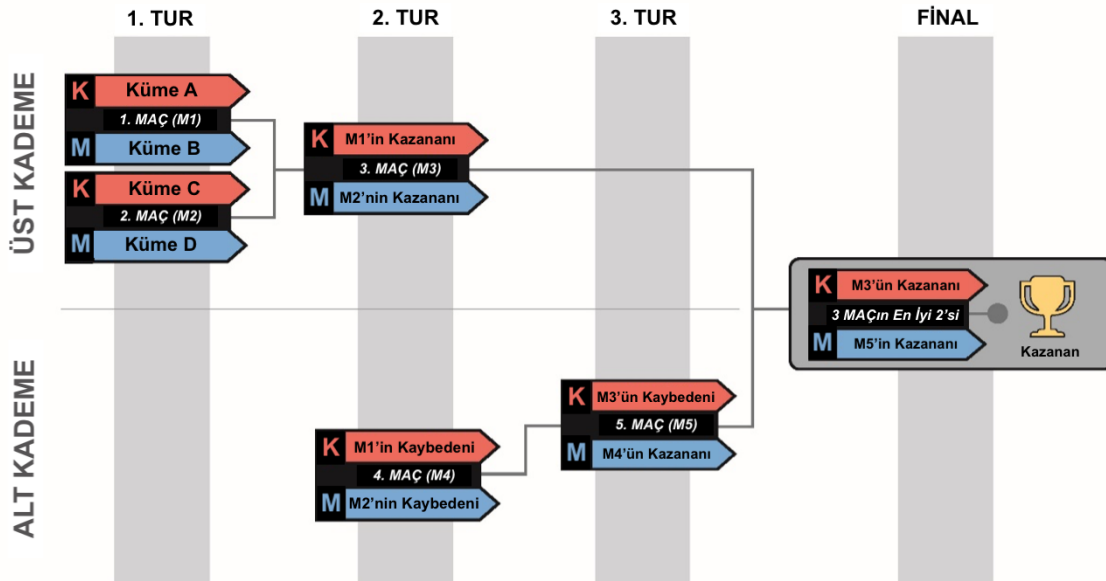 1. TUR
2. TUR
3. TUR
FİNAL
ÜST KADEME
K Küme A
1. MAÇ (M1)
M Küme B
K Küme C
2. MAÇ (M2)
M Küme D
K M1’in Kazananı
3. MAÇ (M3)
M M2’nin Kazananı
K M3’ün Kazananı
3 MAÇın En İyi 2’si
M M5’in Kazananı
Kazanan
ALT KADEME
K M1’in Kaybedeni
4. MAÇ (M4)
M M2’nin Kaybedeni
K M3’ün Kaybedeni
5. MAÇ (M5)
M M4’ün Kazananı